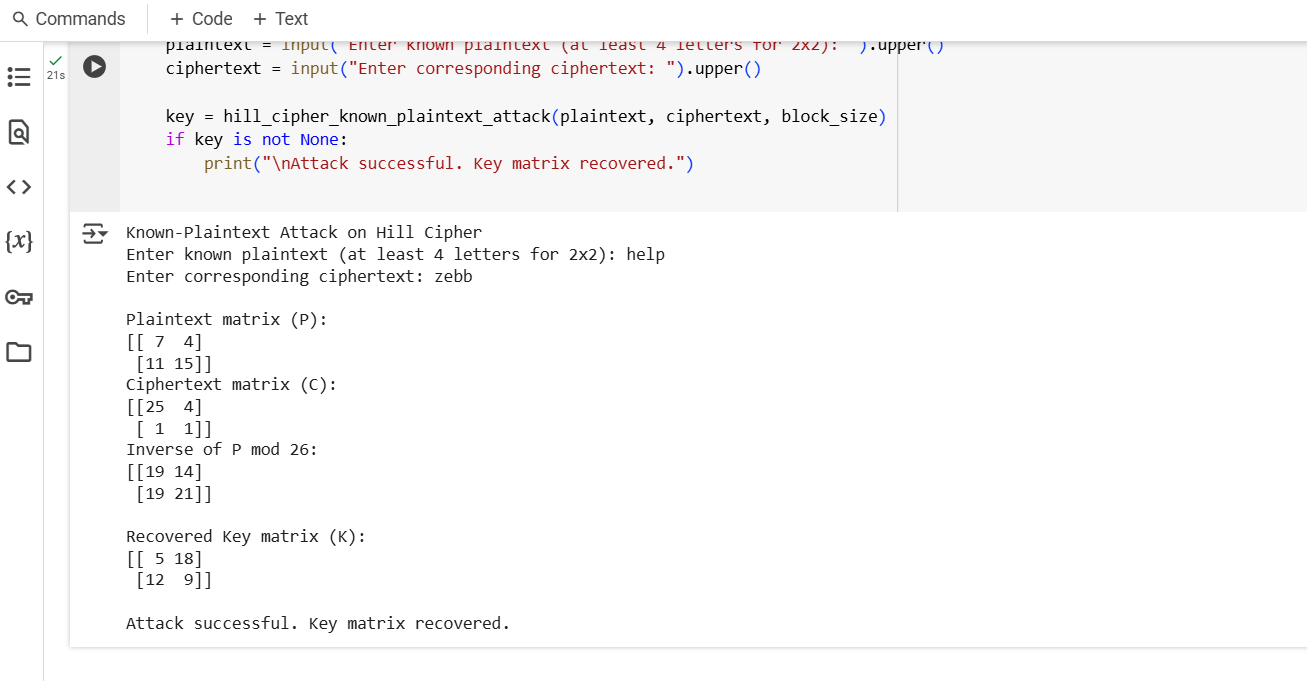 Commands + Code + Text
plaintext = input("Enter known plaintext (at least 4 letters for 2x2): ").upper()
21s
ciphertext = input("Enter corresponding ciphertext: ").upper()
key = hill_cipher_known_plaintext_attack(plaintext, ciphertext, block_size)
if key is not None:
print("\nAttack successful. Key matrix recovered.")
{x}
Known-Plaintext Attack on Hill Cipher
Enter known plaintext (at least 4 letters for 2x2): help
Enter corresponding ciphertext: zebb
Plaintext matrix (P):
[[ 7  4]
[11 15]]
Ciphertext matrix (C):
[[25  4]
[ 1  1]]
Inverse of P mod 26:
[[19 14]
[19 21]]
Recovered Key matrix (K):
[[ 5 18]
[12  9]]
Attack successful. Key matrix recovered.